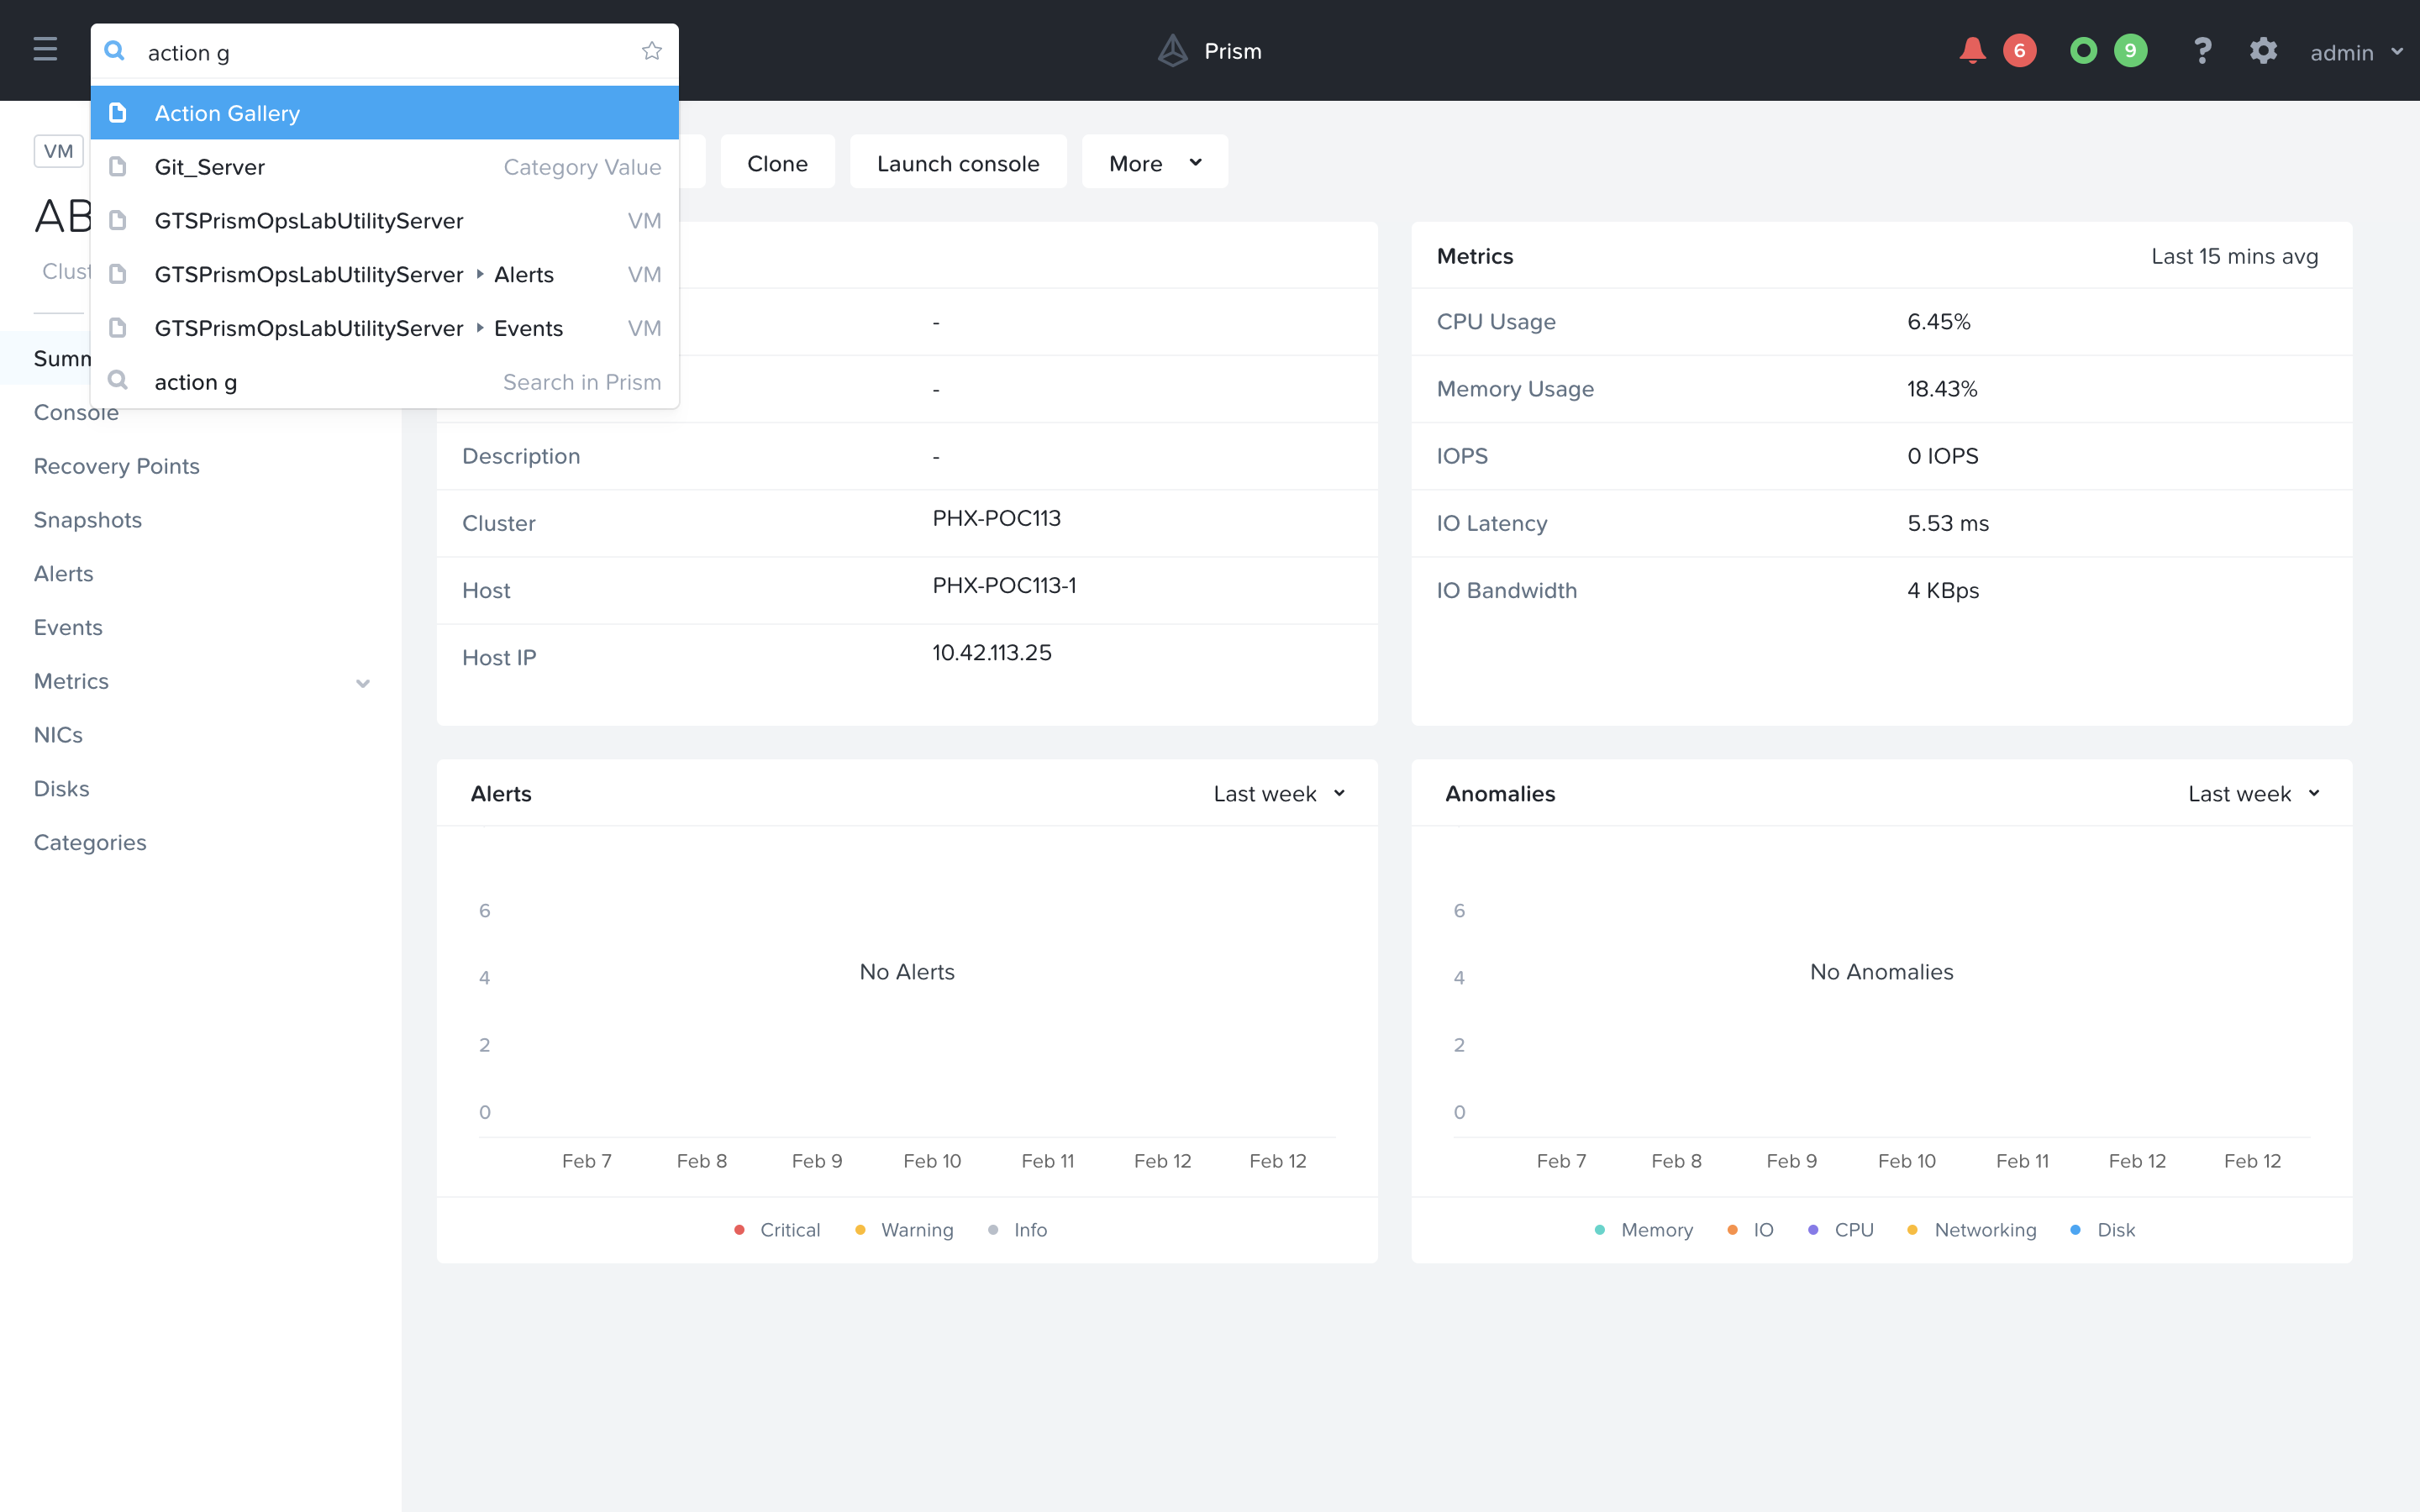 action g
Prism
6
9
?
admin
Action Gallery
Git_Server Category Value
GTSPrismOpsLabUtilityServer VM
GTSPrismOpsLabUtilityServer Alerts VM
GTSPrismOpsLabUtilityServer Events VM
action g Search in Prism
VM
AB
Clust
Summ
Console
Recovery Points
Snapshots
Alerts
Events
Metrics
NICs
Disks
Categories
Clone
Launch console
More
-
-
Description -
Cluster PHX-POC113
Host PHX-POC113-1
Host IP 10.42.113.25
Metrics Last 15 mins avg
CPU Usage 6.45%
Memory Usage 18.43%
IOPS 0 IOPS
IO Latency 5.53 ms
IO Bandwidth 4 KBps
Alerts Last week
6
4
No Alerts
2
0
Feb 7 Feb 8 Feb 9 Feb 10 Feb 11 Feb 12 Feb 12
Critical Warning Info
Anomalies Last week
6
4
No Anomalies
2
0
Feb 7 Feb 8 Feb 9 Feb 10 Feb 11 Feb 12 Feb 12
Memory IO CPU Networking Disk